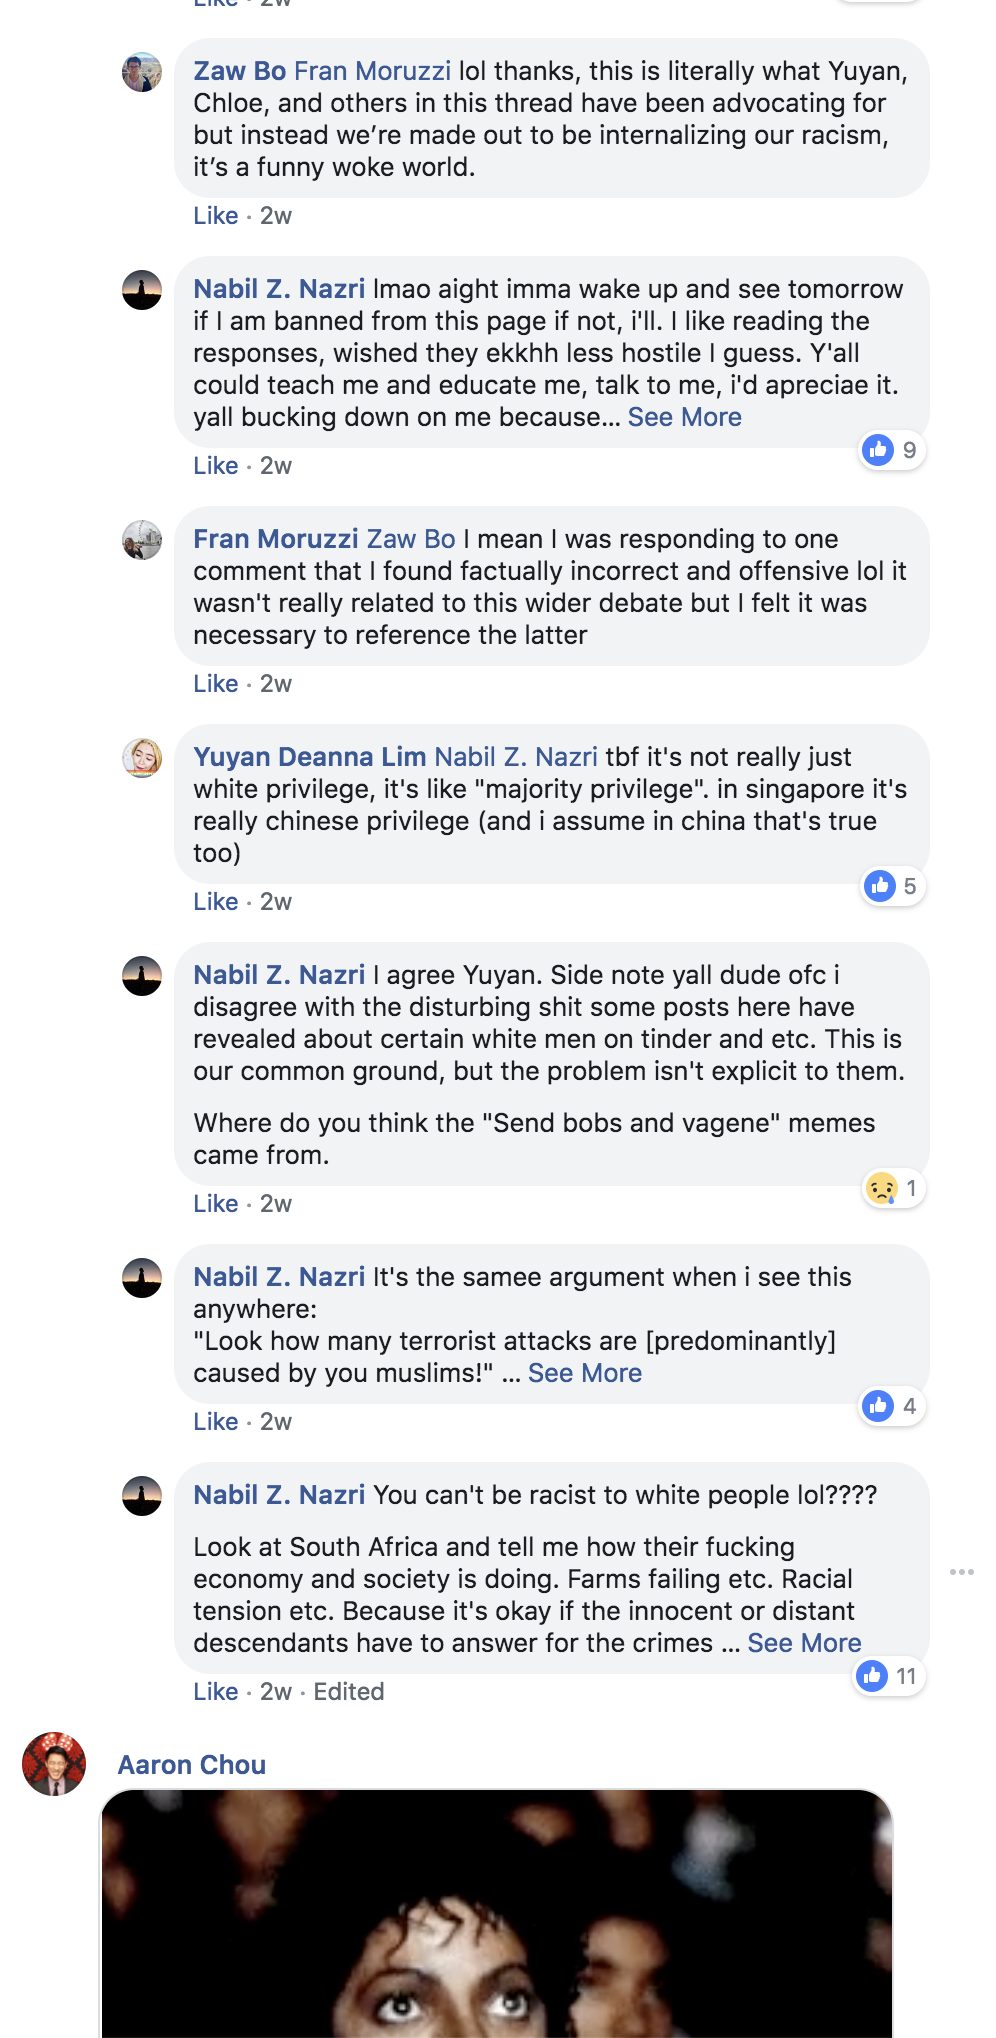 Like · 2w
Zaw Bo Fran Moruzzi lol thanks, this is literally what Yuyan,
Chloe, and others in this thread have been advocating for
but instead we’re made out to be internalizing our racism,
it’s a funny woke world.
Like · 2w
Nabil Z. Nazri lmao aight imma wake up and see tomorrow
if I am banned from this page if not, i'll. I like reading the
responses, wished they ekkhh less hostile I guess. Y'all
could teach me and educate me, talk to me, i'd apreciae it.
yall bucking down on me because... See More
9
Like · 2w
Fran Moruzzi Zaw Bo I mean I was responding to one
comment that I found factually incorrect and offensive lol it
wasn't really related to this wider debate but I felt it was
necessary to reference the latter
Like · 2w
Yuyan Deanna Lim Nabil Z. Nazri tbf it's not really just
white privilege, it's like "majority privilege". in singapore it's
really chinese privilege (and i assume in china that's true
too)
5
Like · 2w
Nabil Z. Nazri I agree Yuyan. Side note yall dude ofc i
disagree with the disturbing shit some posts here have
revealed about certain white men on tinder and etc. This is
our common ground, but the problem isn't explicit to them.
Where do you think the "Send bobs and vagene" memes
came from.
1
Like · 2w
Nabil Z. Nazri It's the samee argument when i see this
anywhere:
"Look how many terrorist attacks are [predominantly]
caused by you muslims!" ... See More
4
Like · 2w
Nabil Z. Nazri You can't be racist to white people lol????
Look at South Africa and tell me how their fucking
economy and society is doing. Farms failing etc. Racial
tension etc. Because it's okay if the innocent or distant
descendants have to answer for the crimes ... See More
11
Like · 2w · Edited
Aaron Chou